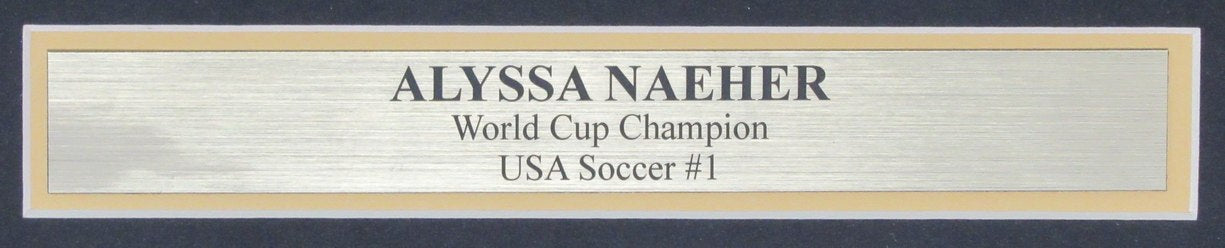 ALYSSA NAEHER
World Cup Champion
USA Soccer #1